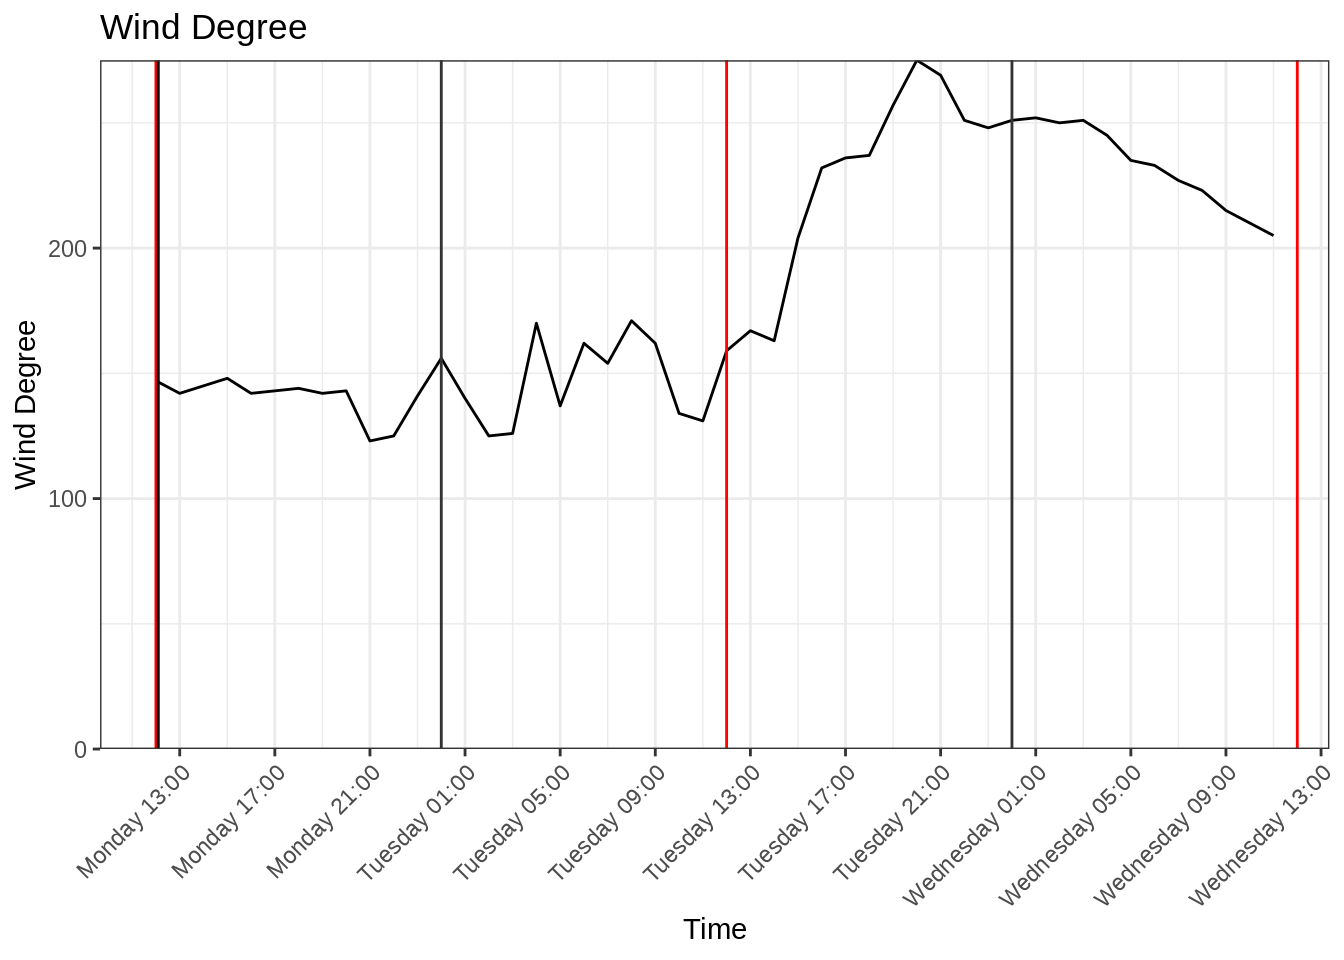 Wind Degree
Wind Degree
200
100
0
Monday 13:00
Monday 17:00
Monday 21:00
Tuesday 01:00
Tuesday 05:00
Tuesday 09:00
Tuesday 13:00
Tuesday 17:00
Tuesday 21:00
Wednesday 01:00
Wednesday 05:00
Wednesday 09:00
Wednesday 13:00
Time